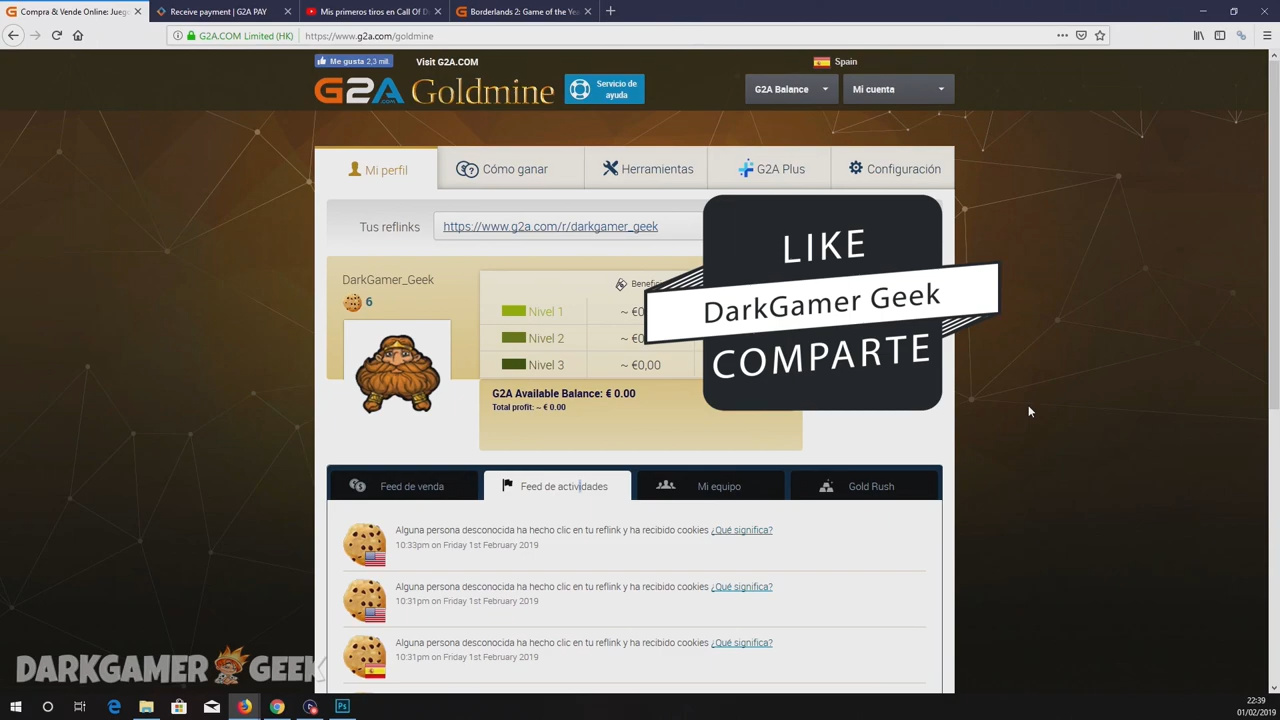 Compra & Vende Online: Jueg
Receive payment | G2A PAY
Mis primeros tiros en Call Of D
Borderlands 2: Game of the Yea
G2A.COM Limited (HK)
https://www.g2a.com/goldmine
Me gusta 2,3 mil.
Visit G2A.COM
Spain
G2A.COM Goldmine
Servicio de
ayuda
G2A Balance
Mi cuenta
Mi perfil
Cómo ganar
Herramientas
G2A Plus
Configuración
Tus reflinks
https://www.g2a.com/r/darkgamer_geek
LIKE
DarkGamer Geek
COMPARTE
DarkGamer_Geek
6
Nivel 1
~ €0
Nivel 2
~ €0
Nivel 3
~ €0,00
G2A Available Balance: € 0.00
Total profit: ~ € 0.00
Feed de venda
Feed de actividades
Mi equipo
Gold Rush
Alguna persona desconocida ha hecho clic en tu reflink y ha recibido cookies ¿Qué significa?
10:33pm on Friday 1st February 2019
Alguna persona desconocida ha hecho clic en tu reflink y ha recibido cookies ¿Qué significa?
10:31pm on Friday 1st February 2019
Alguna persona desconocida ha hecho clic en tu reflink y ha recibido cookies ¿Qué significa?
10:31pm on Friday 1st February 2019
DARKGAMER GEEK
22:39
01/02/2019